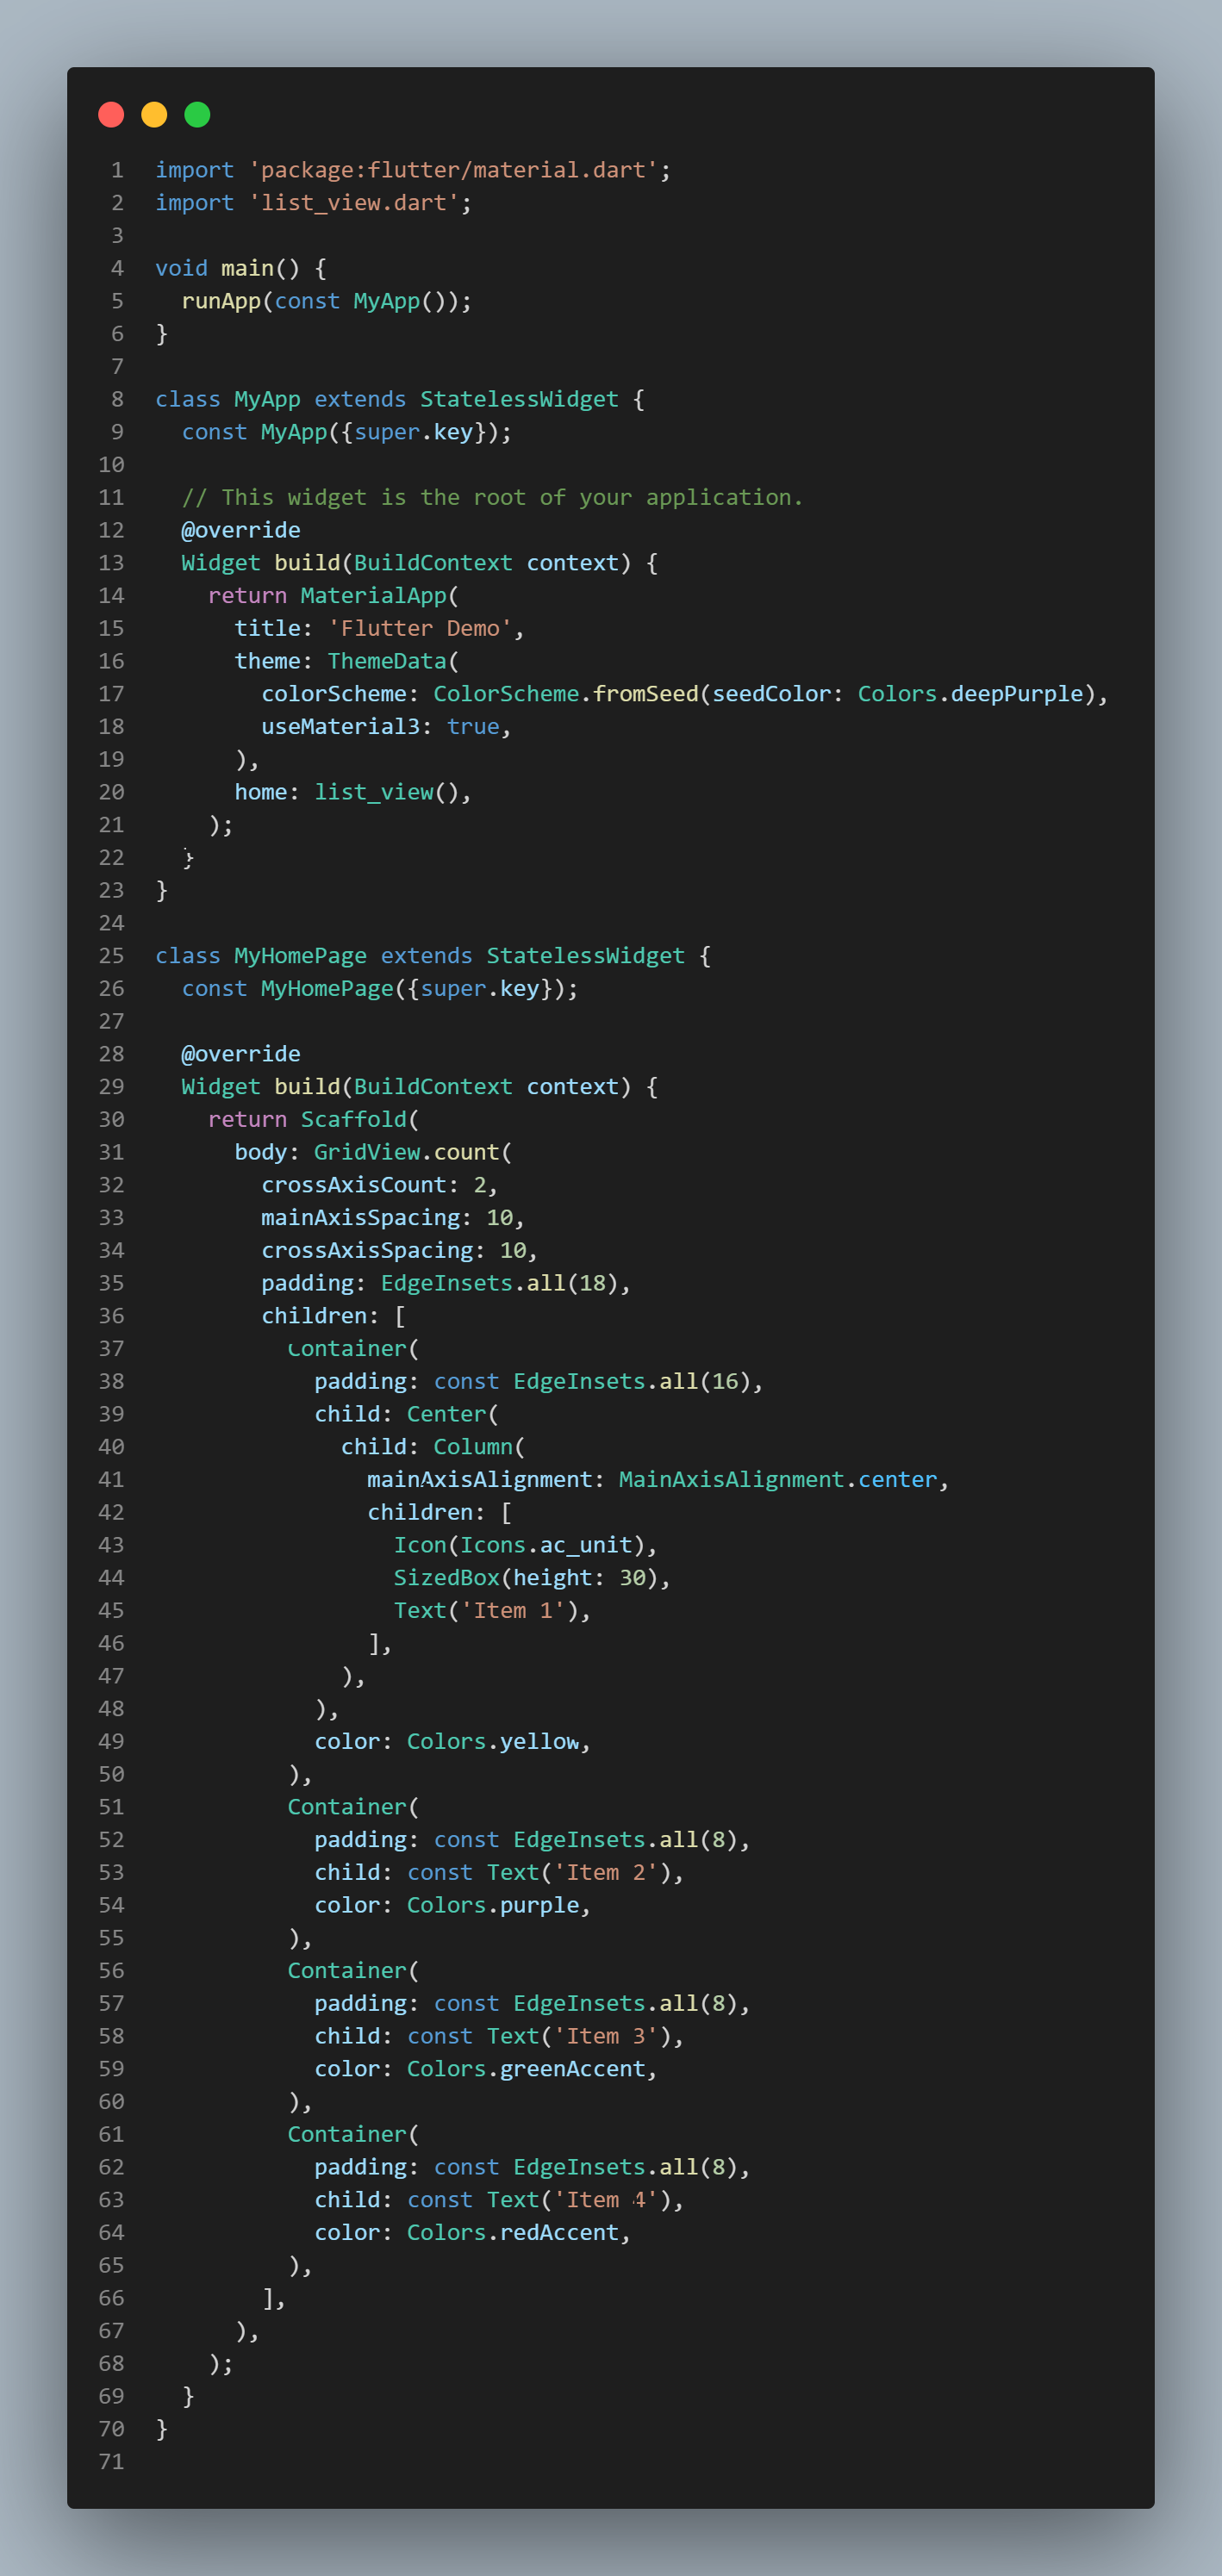 1 import 'package:flutter/material.dart';
2 import 'list_view.dart';
3
4 void main() {
5   runApp(const MyApp());
6 }
7
8 class MyApp extends StatelessWidget {
9   const MyApp({super.key});
10
11   // This widget is the root of your application.
12   @override
13   Widget build(BuildContext context) {
14     return MaterialApp(
15       title: 'Flutter Demo',
16       theme: ThemeData(
17         colorScheme: ColorScheme.fromSeed(seedColor: Colors.deepPurple),
18         useMaterial3: true,
19       ),
20       home: list_view(),
21     );
22   }
23 }
24
25 class MyHomePage extends StatelessWidget {
26   const MyHomePage({super.key});
27
28   @override
29   Widget build(BuildContext context) {
30     return Scaffold(
31       body: GridView.count(
32         crossAxisCount: 2,
33         mainAxisSpacing: 10,
34         crossAxisSpacing: 10,
35         padding: EdgeInsets.all(18),
36         children: [
37           Container(
38             padding: const EdgeInsets.all(16),
39             child: Center(
40               child: Column(
41                 mainAxisAlignment: MainAxisAlignment.center,
42                 children: [
43                   Icon(Icons.ac_unit),
44                   SizedBox(height: 30),
45                   Text('Item 1'),
46                 ],
47               ),
48             ),
49             color: Colors.yellow,
50           ),
51           Container(
52             padding: const EdgeInsets.all(8),
53             child: const Text('Item 2'),
54             color: Colors.purple,
55           ),
56           Container(
57             padding: const EdgeInsets.all(8),
58             child: const Text('Item 3'),
59             color: Colors.greenAccent,
60           ),
61           Container(
62             padding: const EdgeInsets.all(8),
63             child: const Text('Item 4'),
64             color: Colors.redAccent,
65           ),
66         ],
67       ),
68     );
69   }
70 }
71